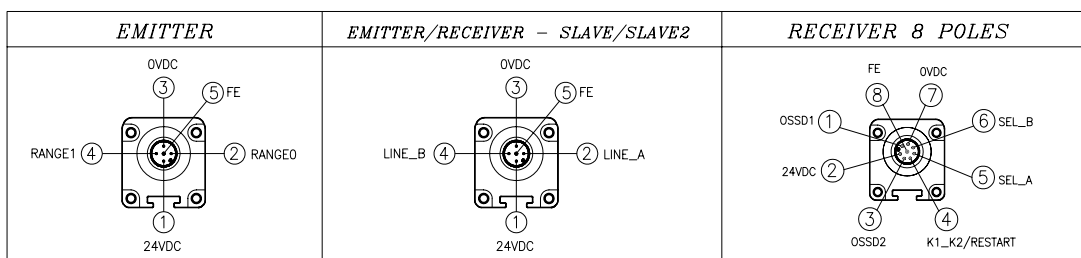 EMITTER
EMITTER/RECEIVER - SLAVE/SLAVE2
RECEIVER 8 POLES
0VDC
3
5 FE
RANGE1 4
2 RANGE0
1
24VDC
0VDC
3
5 FE
LINE_B 4
2 LINE_A
1
24VDC
FE 0VDC
8 7
OSSD1 1
6 SEL_B
24VDC 2
5 SEL_A
3 4
OSSD2 K1_K2/RESTART